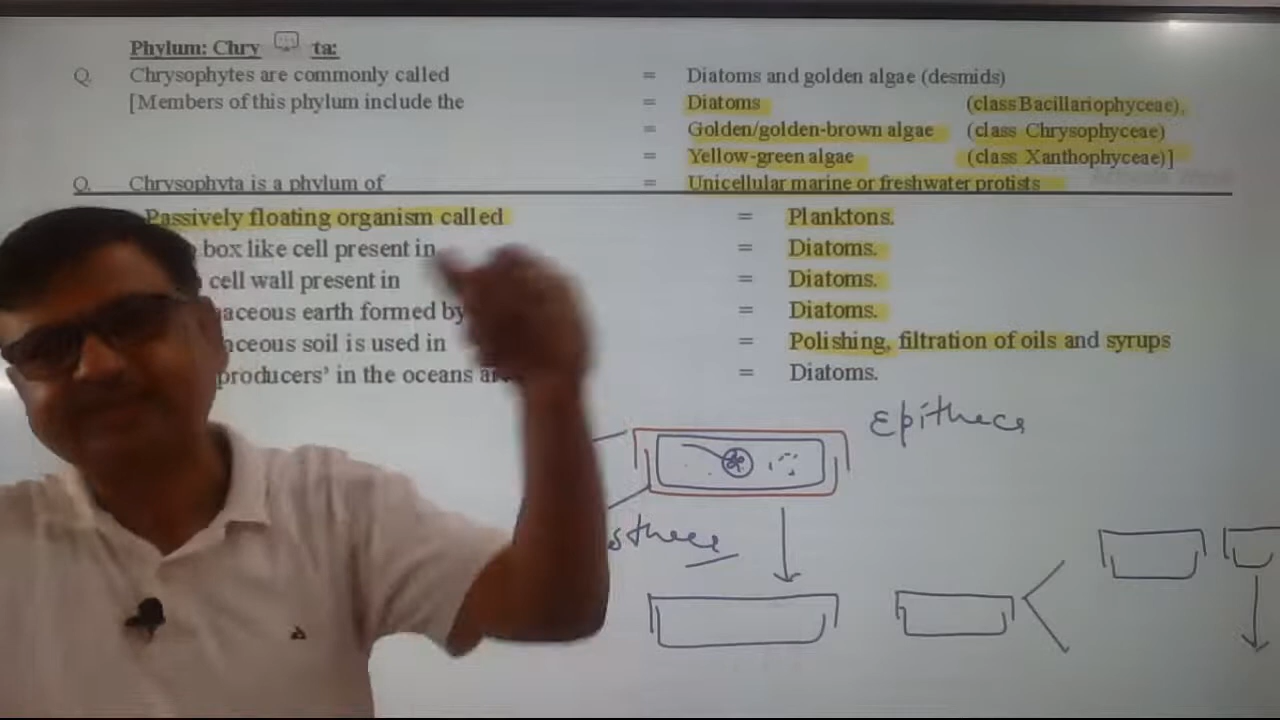 Phylum: Chry ta:
Q. Chrysophytes are commonly called = Diatoms and golden algae (desmids)
[Members of this phylum include the = Diatoms (class Bacillariophyceae),
= Golden/golden-brown algae (class Chrysophyceae)
= Yellow-green algae (class Xanthophyceae)]
Q. Chrysophyta is a phylum of = Unicellular marine or freshwater protists
Passively floating organism called = Planktons.
box like cell present in = Diatoms.
cell wall present in = Diatoms.
aceous earth formed by = Diatoms.
aceous soil is used in = Polishing, filtration of oils and syrups
producers' in the oceans = Diatoms.
Epitheca